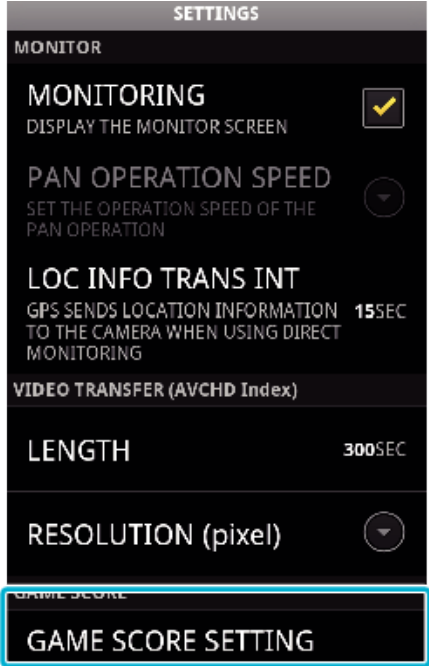 SETTINGS
MONITOR
MONITORING
DISPLAY THE MONITOR SCREEN
PAN OPERATION SPEED
SET THE OPERATION SPEED OF THE
PAN OPERATION
LOC INFO TRANS INT
GPS SENDS LOCATION INFORMATION 15SEC
TO THE CAMERA WHEN USING DIRECT
MONITORING
VIDEO TRANSFER (AVCHD Index)
LENGTH 300SEC
RESOLUTION (pixel)
GAME SCORE
GAME SCORE SETTING